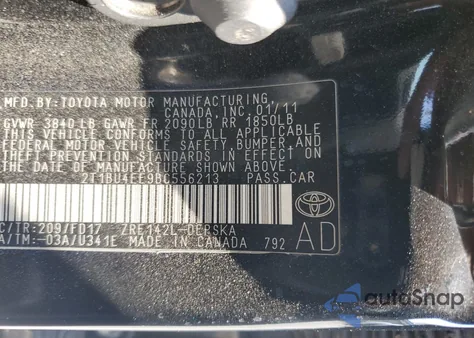 MFD.BY: TOYOTA MOTOR MANUFACTURING
CANADA, INC. 01/11
GVWR 3840 LB GAWR FR 2090LB RR 1850LB
THIS VEHICLE CONFORMS TO ALL APPLICABLE
FEDERAL MOTOR VEHICLE SAFETY, BUMPER AND
THEFT PREVENTION STANDARDS IN EFFECT ON
THE DATE OF MANUFACTURE SHOWN ABOVE.
2T1BU4EE9BC556213 PASS.CAR
C/TR: 209/FD17 ZRE142L-DEPSKA
A/TM: -03A/U341E MADE IN CANADA 792
AD
autoSnap